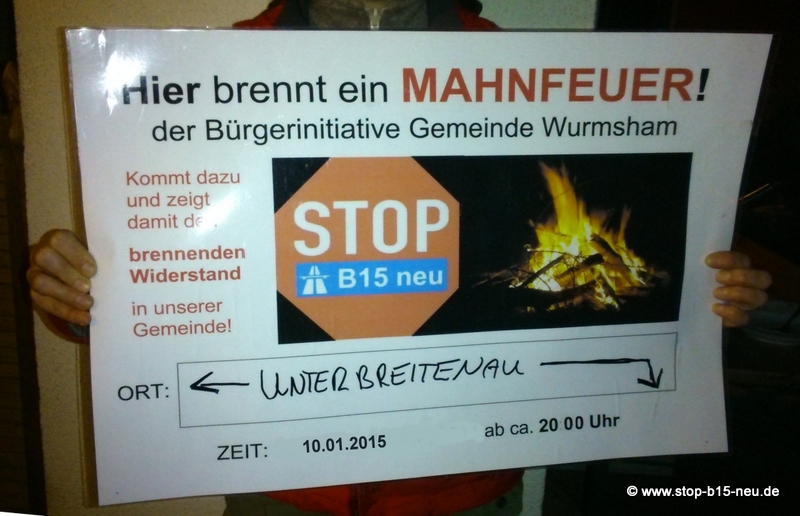 Hier brennt ein MAHNFEUER!
der Bürgerinitiative Gemeinde Wurmsham
Kommt dazu
und zeigt
damit
brennenden
Widerstand
in unserer
Gemeinde!
STOP
B15 neu
ORT: UNTERBREITENAU
ZEIT: 10.01.2015 ab ca. 20 00 Uhr
© www.stop-b15-neu.de